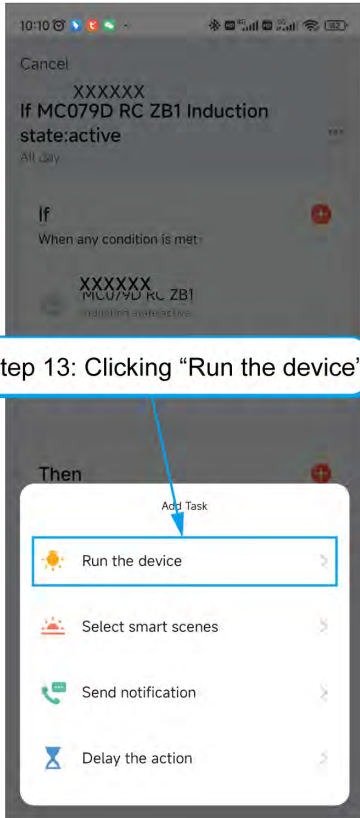 10:10
Cancel
XXXXXX
If MC079D RC ZB1 Induction
state:active
All day
If
When any condition is met
XXXXXX
MC079D RC ZB1
tep 13: Clicking “Run the device”
Then
Add Task
Run the device
Select smart scenes
Send notification
Delay the action